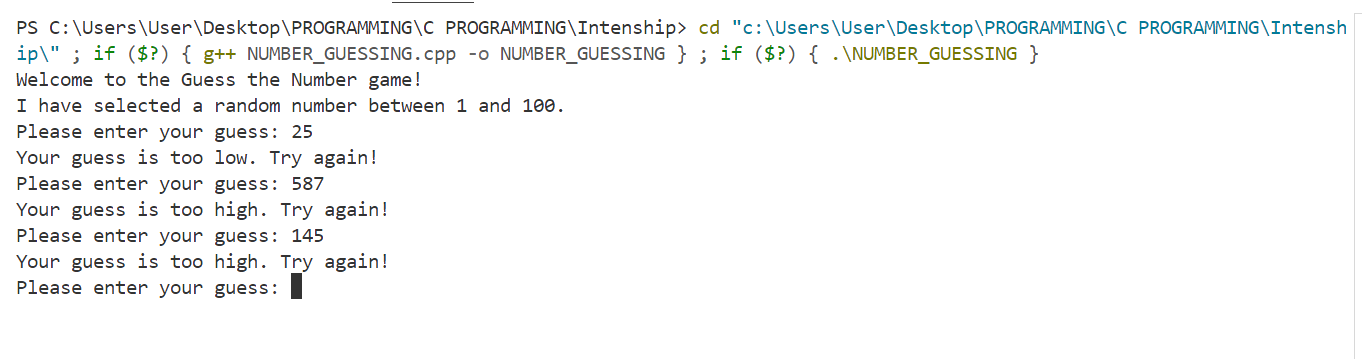 PS C:\Users\User\Desktop\PROGRAMMING\C PROGRAMMING\Intenship> cd "c:\Users\User\Desktop\PROGRAMMING\C PROGRAMMING\Intensh
ip\" ; if ($?) { g++ NUMBER_GUESSING.cpp -o NUMBER_GUESSING } ; if ($?) { .\NUMBER_GUESSING }
Welcome to the Guess the Number game!
I have selected a random number between 1 and 100.
Please enter your guess: 25
Your guess is too low. Try again!
Please enter your guess: 587
Your guess is too high. Try again!
Please enter your guess: 145
Your guess is too high. Try again!
Please enter your guess: